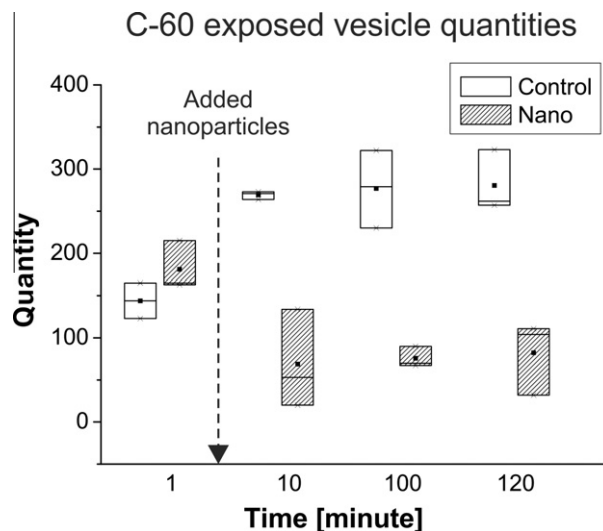 C-60 exposed vesicle quantities
400
300
200
100
0
Quantity
Added
nanoparticles
Control
Nano
1
10
100
120
Time [minute]